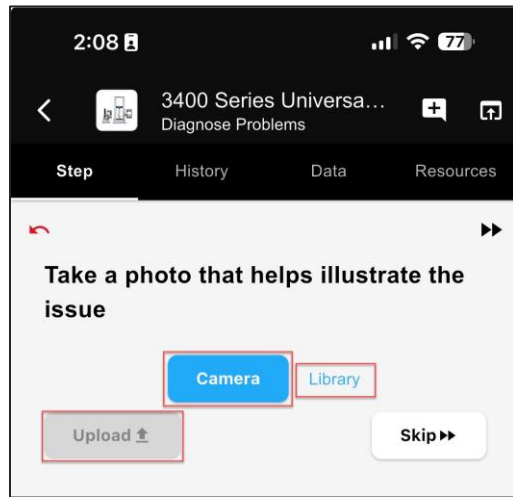 2:08
77
3400 Series Universa...
Diagnose Problems
Step History Data Resources
Take a photo that helps illustrate the
issue
Camera Library
Upload Skip